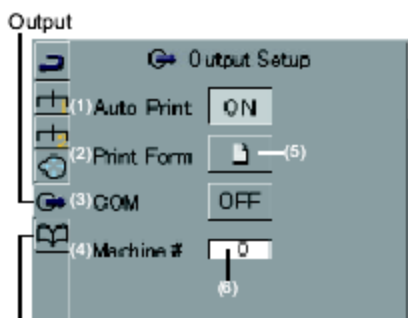 Output
Output Setup
(1) Auto Print ON
(2) Print Form (5)
(3) COM OFF
(4) Machine # 0
(6)